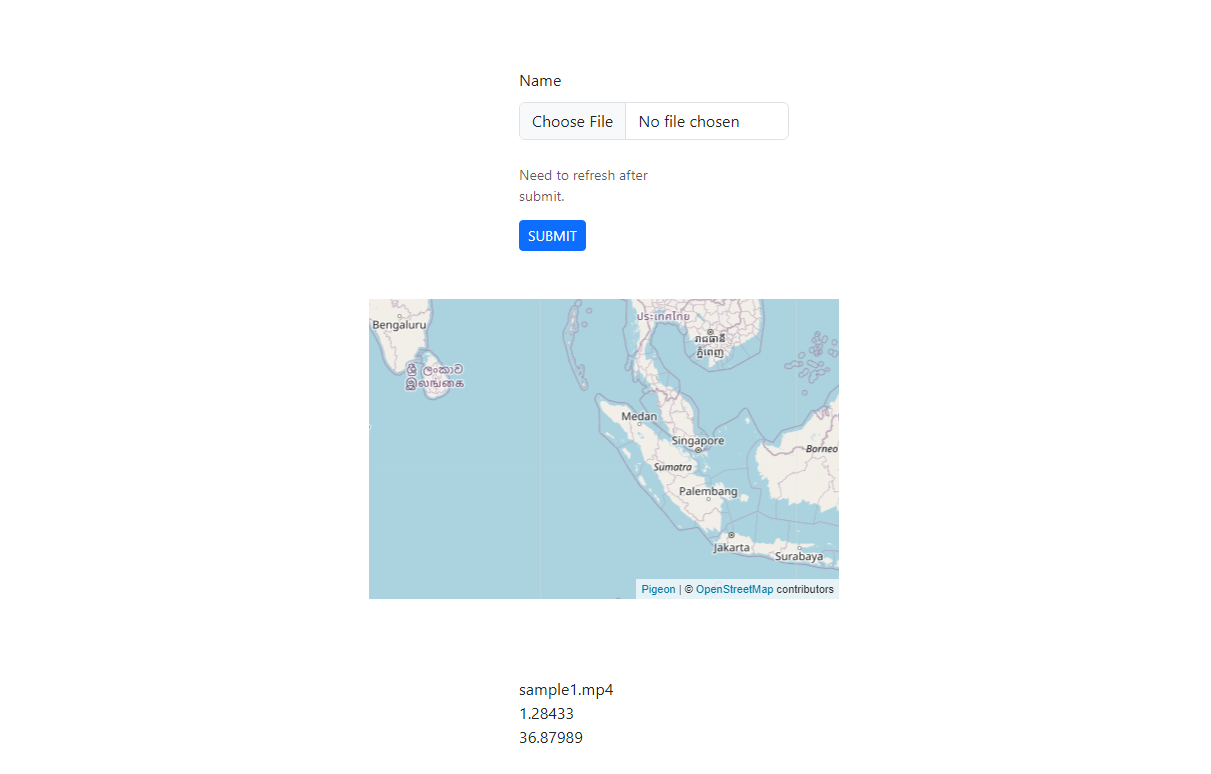 Name
Choose File No file chosen
Need to refresh after
submit.
SUBMIT
ประเทศไทย
Bengaluru
រាជធានី
ភ្នំពេញ
ශ්‍රී ලංකාව
இலங்கை
Medan
Singapore
Borneo
Sumatra
Palembang
Jakarta
Surabaya
Pigeon | © OpenStreetMap contributors
sample1.mp4
1.28433
36.87989